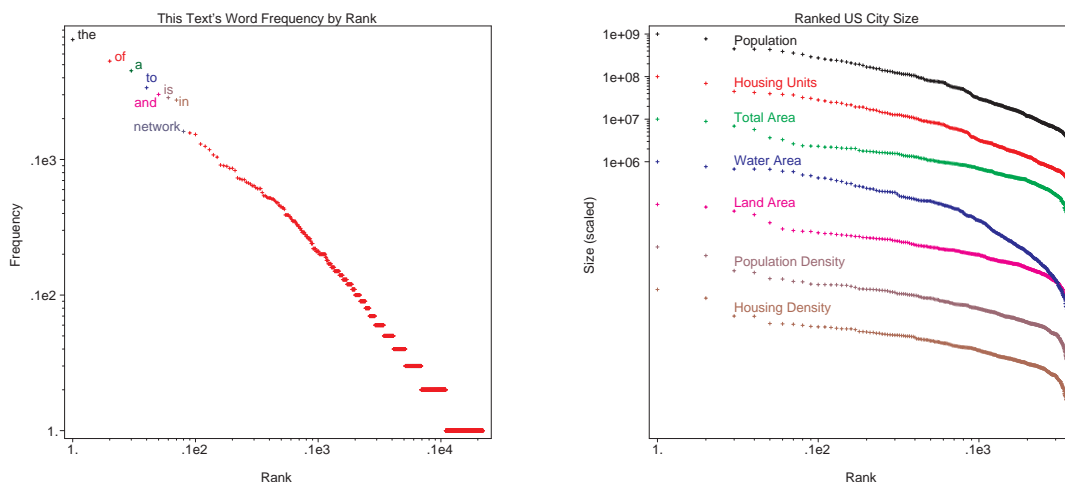 This Text's Word Frequency by Rank
the
of
a
to
is
and
in
network
.1e3
.1e2
1.
Frequency
1.
.1e2
.1e3
.1e4
Rank
Ranked US City Size
1e+09
1e+08
1e+07
1e+06
Size (scaled)
Population
Housing Units
Total Area
Water Area
Land Area
Population Density
Housing Density
1.
.1e2
.1e3
Rank